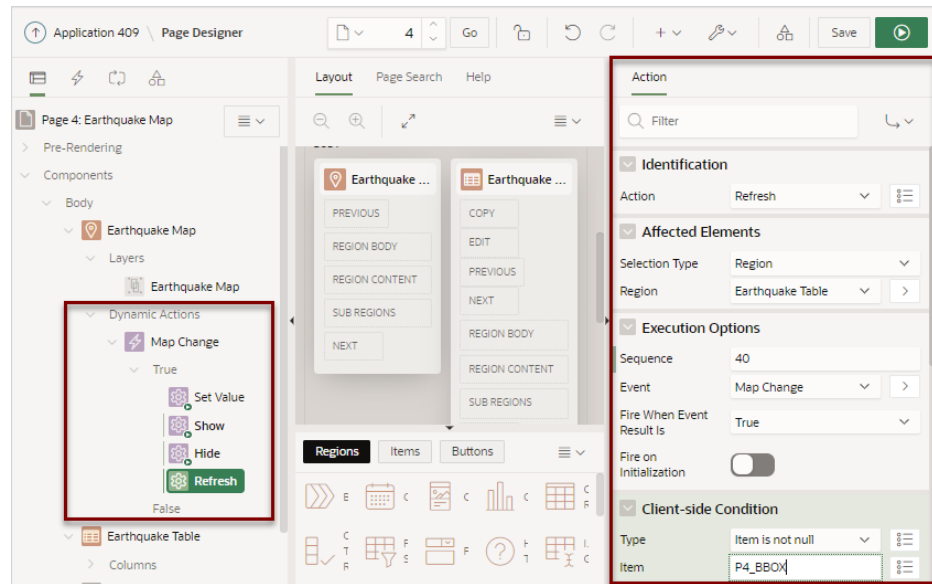 Application 409 \ Page Designer
4
Go
Save
Layout Page Search Help
Action
Page 4: Earthquake Map
Filter
Pre-Rendering
Components
Body
Earthquake Map
Layers
Earthquake Map
Dynamic Actions
Map Change
True
Set Value
Show
Hide
Refresh
False
Earthquake Table
Columns
Earthquake ...
PREVIOUS
REGION BODY
REGION CONTENT
SUB REGIONS
NEXT
Earthquake ...
COPY
EDIT
PREVIOUS
NEXT
REGION BODY
REGION CONTENT
SUB REGIONS
Regions Items Buttons
Identification
Action Refresh
Affected Elements
Selection Type Region
Region Earthquake Table
Execution Options
Sequence 40
Event Map Change
Fire When Event
Result Is
True
Fire on
Initialization
Client-side Condition
Type Item is not null
Item P4_BBOX